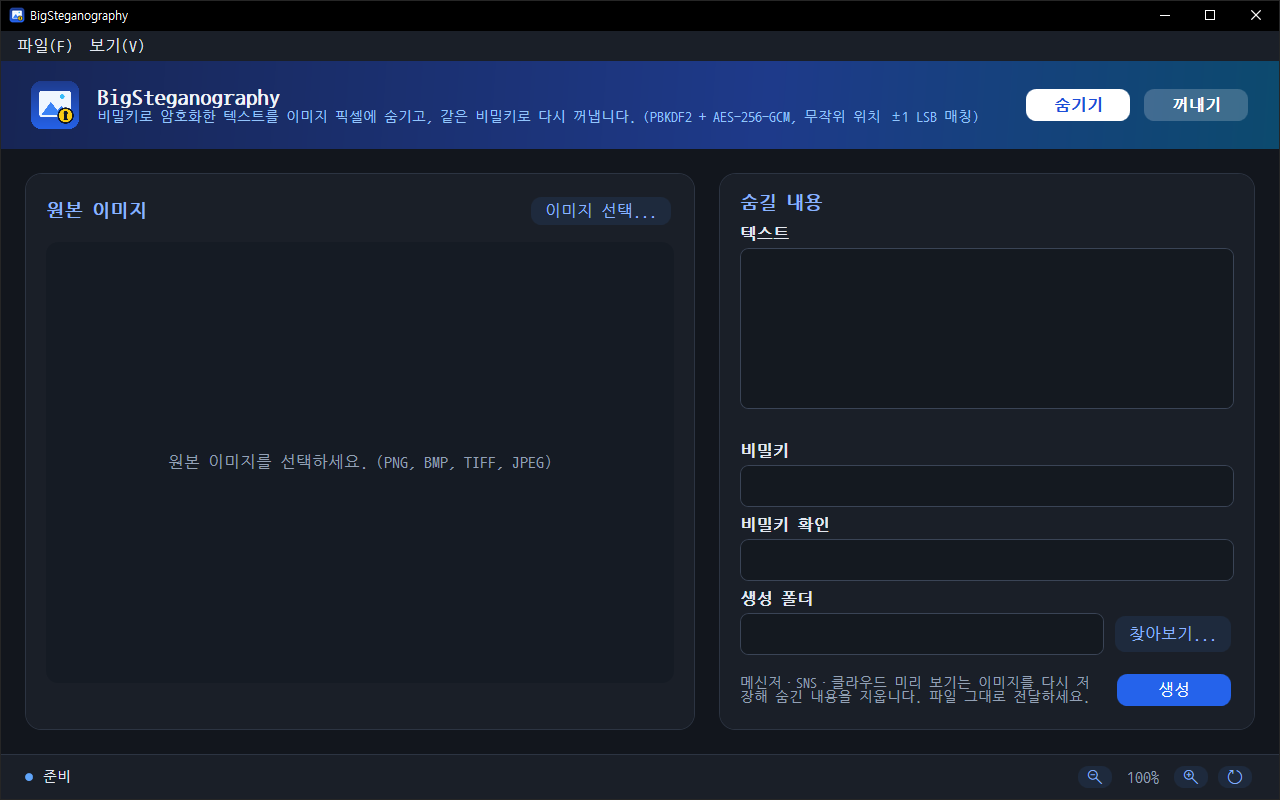 BigSteganography
파일(F) 보기(V)
BigSteganography
비밀키로 암호화한 텍스트를 이미지 픽셀에 숨기고, 같은 비밀키로 다시 꺼냅니다. (PBKDF2 + AES-256-GCM, 무작위 위치 ±1 LSB 매칭)
숨기기
꺼내기
원본 이미지
이미지 선택...
원본 이미지를 선택하세요. (PNG, BMP, TIFF, JPEG)
숨길 내용
텍스트
비밀키
비밀키 확인
생성 폴더
찾아보기...
메신저·SNS·클라우드 미리 보기는 이미지를 다시 저
장해 숨긴 내용을 지웁니다. 파일 그대로 전달하세요.
생성
준비
100%